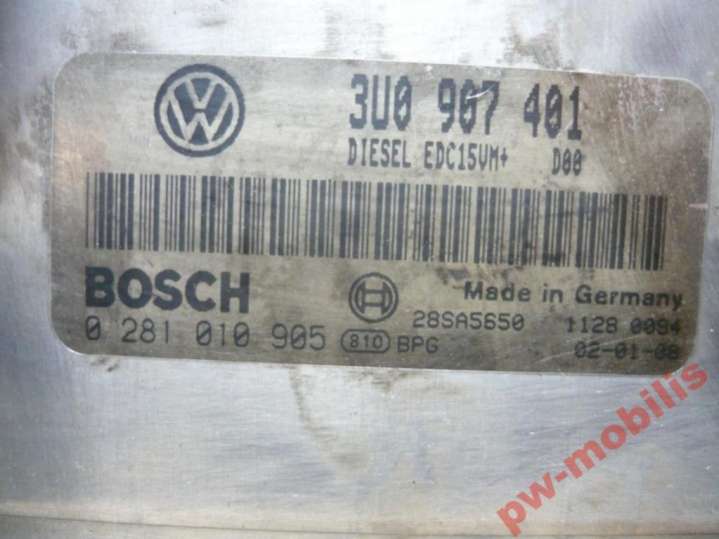 3U0 907 401
DIESEL EDC15VM+ D00
BOSCH Made in Germany
28SA5650 1128 0094
0 281 010 905 810 BPG 02-01-08
pw-mobilis